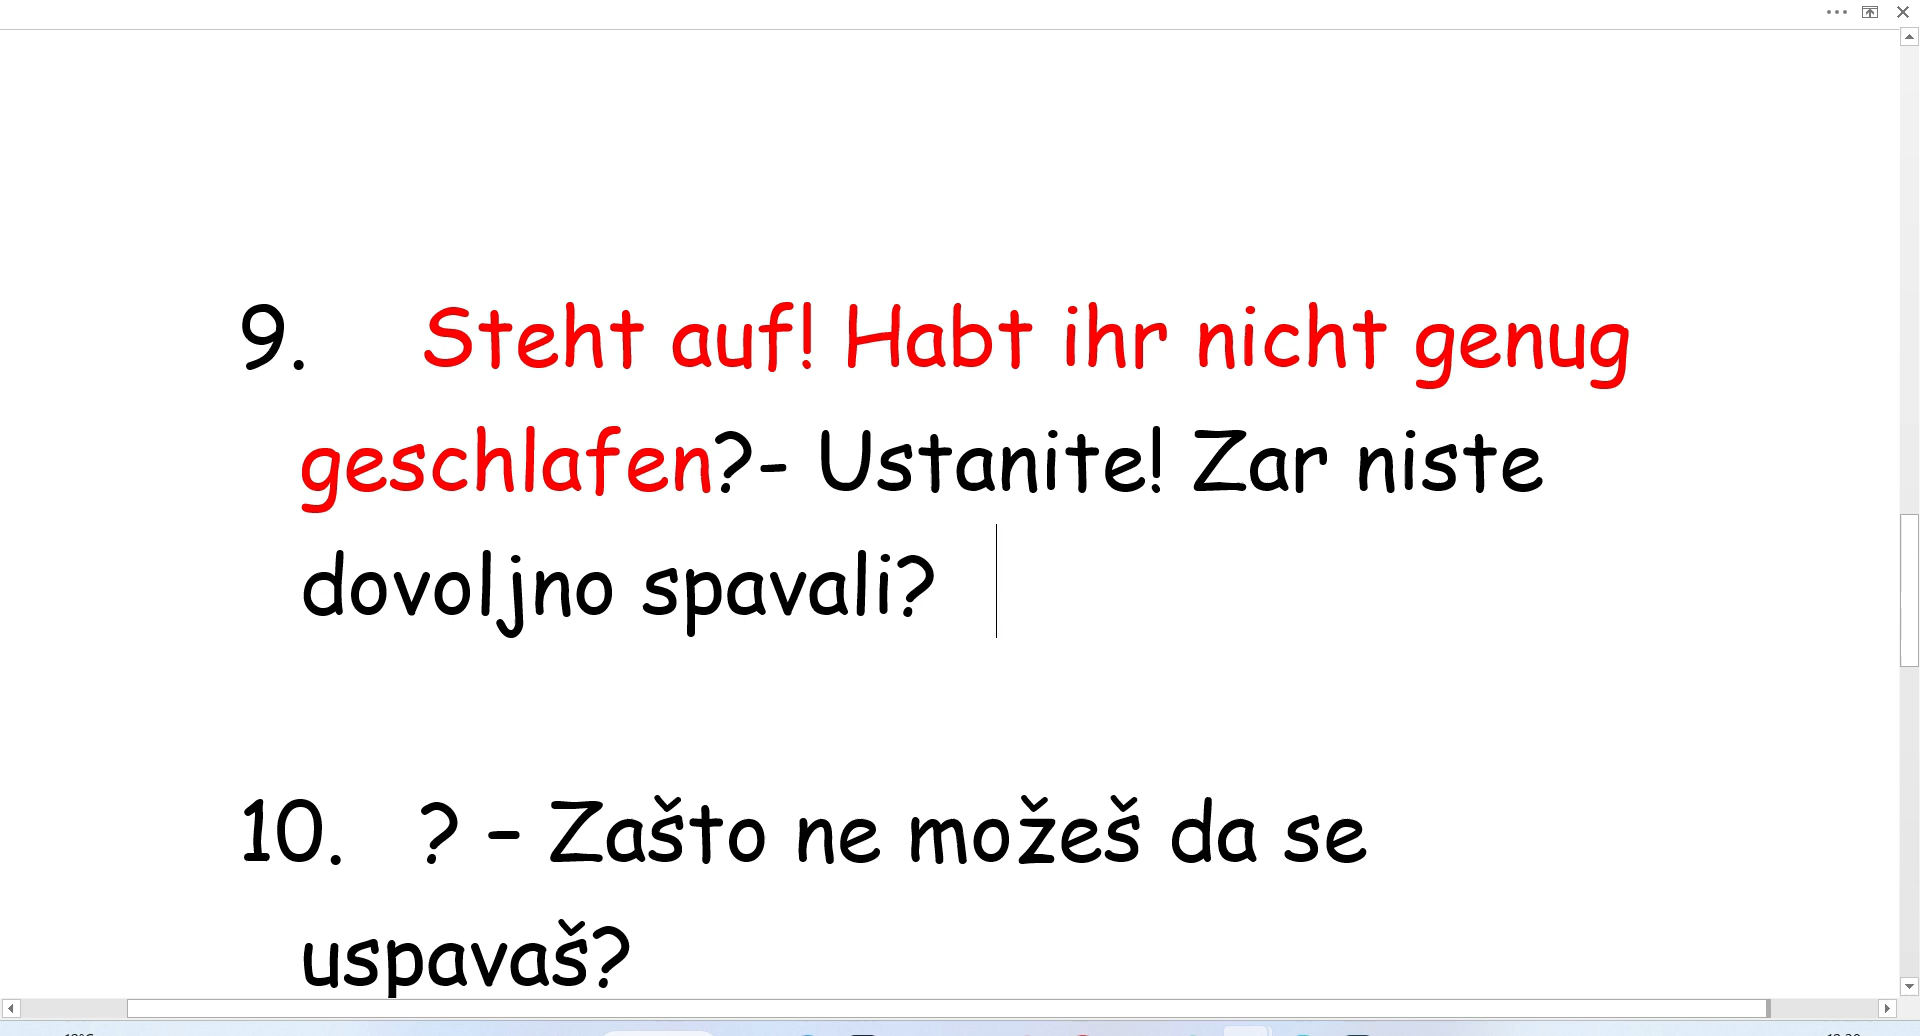 9. Steht auf! Habt ihr nicht genug
geschlafen?- Ustanite! Zar niste
dovoljno spavali?
10. ? – Zašto ne možeš da se
uspavaš?